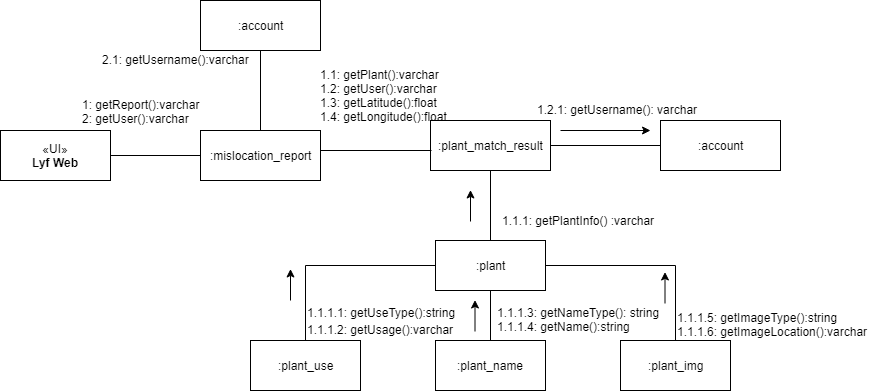 :account
2.1: getUsername():varchar
1.1: getPlant():varchar
1.2: getUser():varchar
1.3: getLatitude():float
1.4: getLongitude():float
1: getReport():varchar
2: getUser():varchar
1.2.1: getUsername(): varchar
«UI»
Lyf Web
:mislocation_report
:plant_match_result
:account
1.1.1: getPlantInfo() :varchar
:plant
1.1.1.1: getUseType():string
1.1.1.2: getUsage():varchar
1.1.1.3: getNameType(): string
1.1.1.4: getName():string
1.1.1.5: getImageType():string
1.1.1.6: getImageLocation():varchar
:plant_use
:plant_name
:plant_img